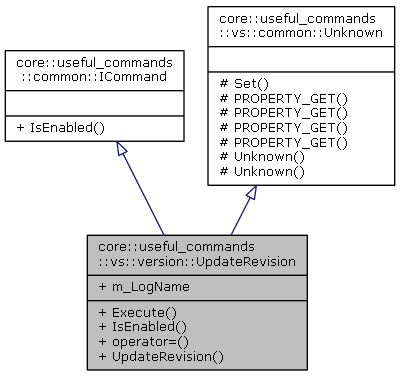 core::useful_commands
::common::ICommand
+ IsEnabled()
core::useful_commands
::vs::common::Unknown
# Set()
# PROPERTY_GET()
# PROPERTY_GET()
# PROPERTY_GET()
# PROPERTY_GET()
# Unknown()
# Unknown()
core::useful_commands
::vs::version::UpdateRevision
+ m_LogName
+ Execute()
+ IsEnabled()
+ operator=()
+ UpdateRevision()